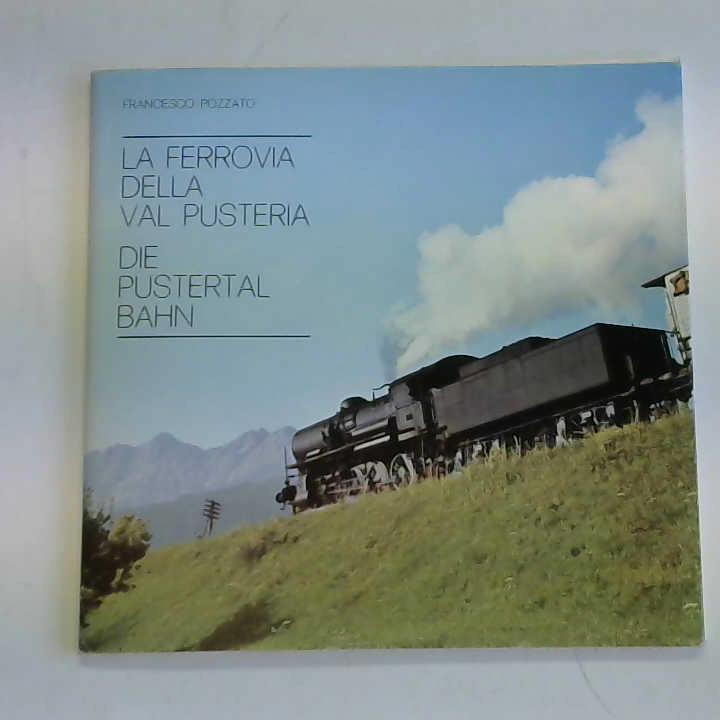 FRANCESCO POZZATO
LA FERROVIA
DELLA
VAL PUSTERIA
DIE
PUSTERTAL
BAHN